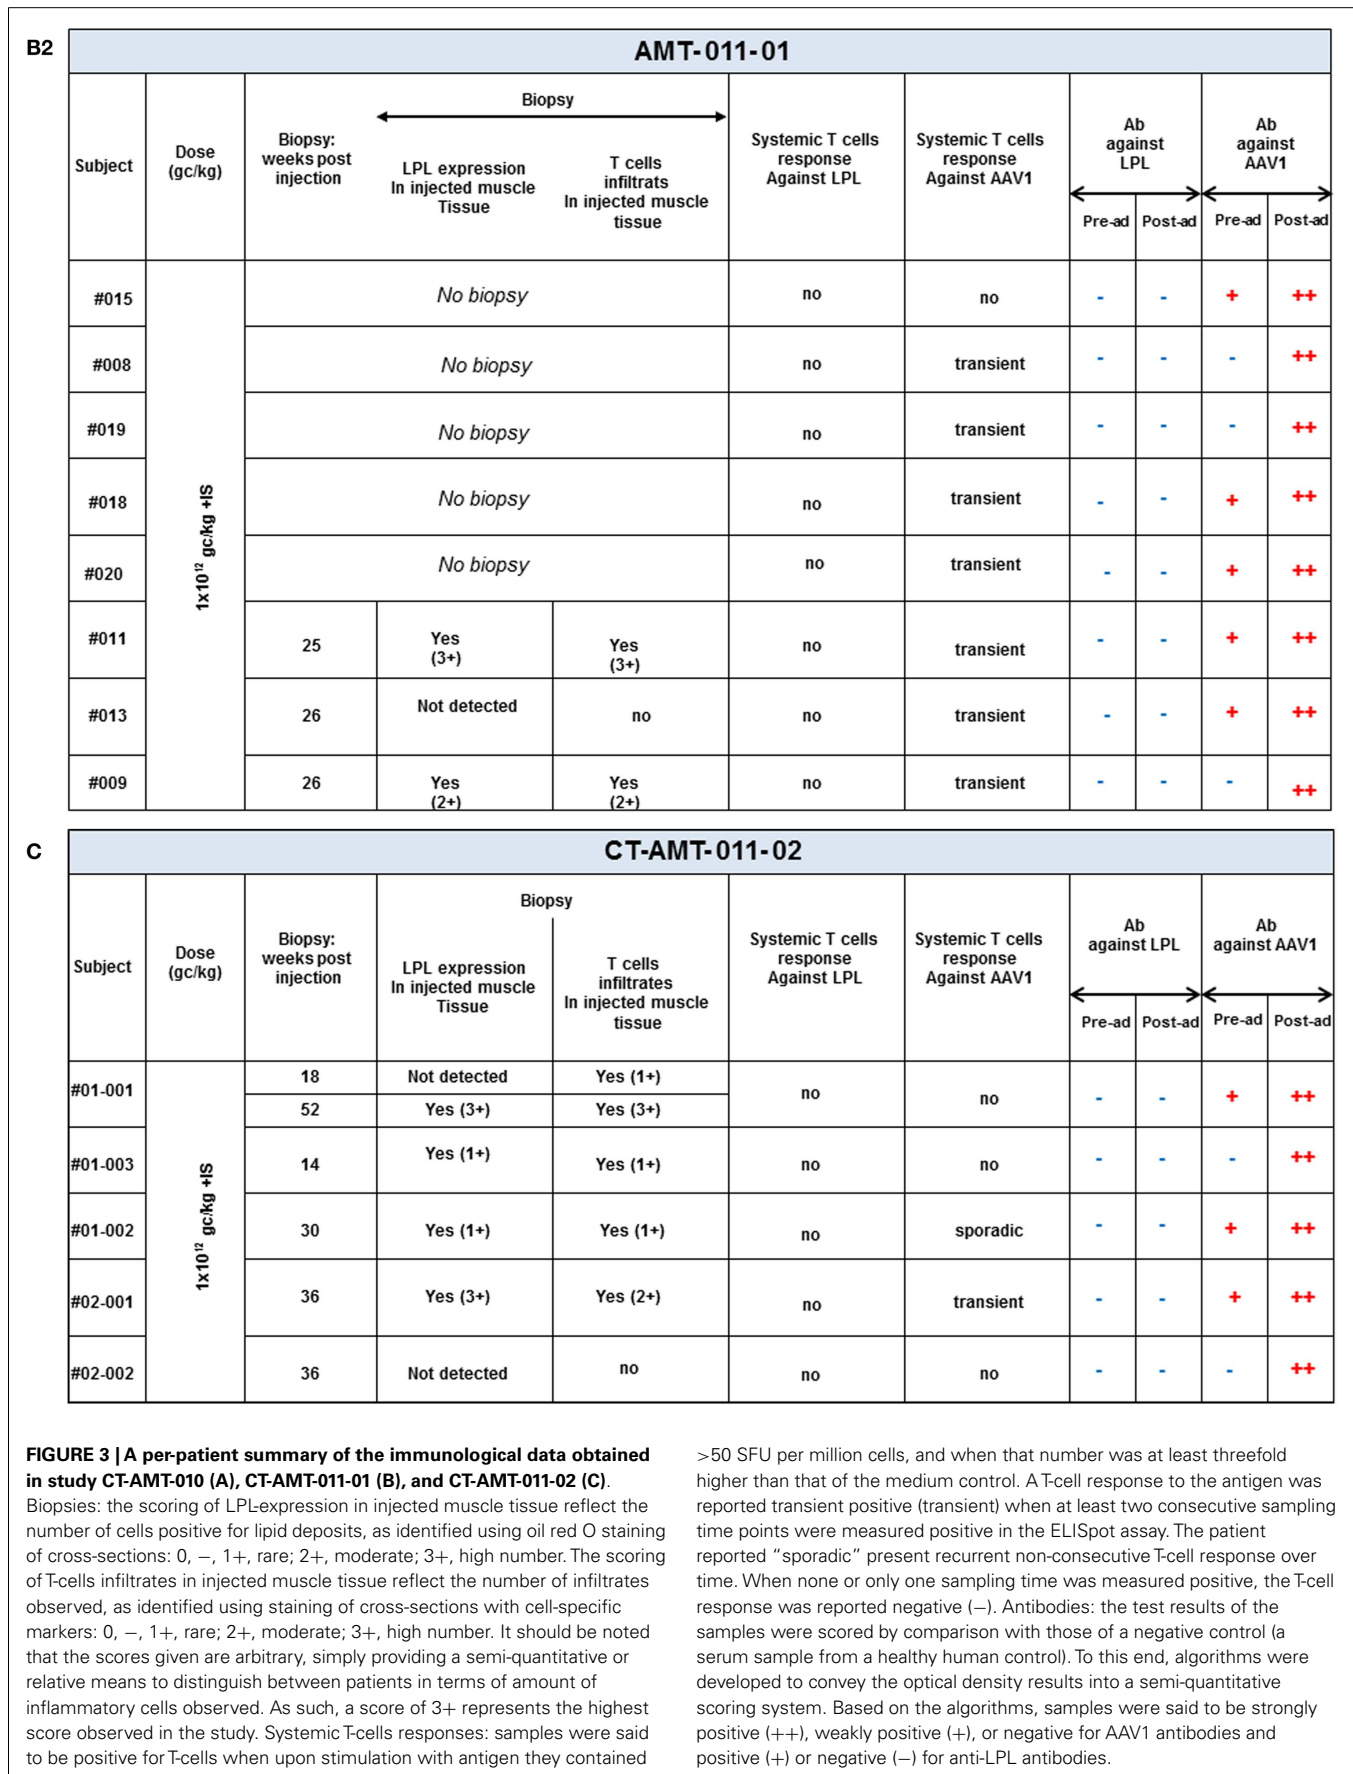 B2
AMT-011-01
Subject
Dose
(gc/kg)
Biopsy:
weeks post
injection
Biopsy
LPL expression
In injected muscle
Tissue
T cells
infiltrats
In injected muscle
tissue
Systemic T cells
response
Against LPL
Systemic T cells
response
Against AAV1
Ab
against
LPL
Ab
against
AAV1
Pre-ad Post-ad Pre-ad Post-ad
1x10¹² gc/kg +IS
#015 No biopsy no no - - + ++
#008 No biopsy no transient - - - ++
#019 No biopsy no transient - - - ++
#018 No biopsy no transient - - + ++
#020 No biopsy no transient - - + ++
#011 25 Yes (3+) Yes (3+) no transient - - + ++
#013 26 Not detected no no transient - - + ++
#009 26 Yes (2+) Yes (2+) no transient - - - ++
C
CT-AMT-011-02
Subject
Dose
(gc/kg)
Biopsy:
weeks post
injection
Biopsy
LPL expression
In injected muscle
Tissue
T cells
infiltrates
In injected muscle
tissue
Systemic T cells
response
Against LPL
Systemic T cells
response
Against AAV1
Ab
against LPL
Ab
against AAV1
Pre-ad Post-ad Pre-ad Post-ad
1x10¹² gc/kg +IS
#01-001 18 Not detected Yes (1+) no no - - + ++
52 Yes (3+) Yes (3+)
#01-003 14 Yes (1+) Yes (1+) no no - - - ++
#01-002 30 Yes (1+) Yes (1+) no sporadic - - + ++
#02-001 36 Yes (3+) Yes (2+) no transient - - + ++
#02-002 36 Not detected no no no - - - ++
FIGURE 3 | A per-patient summary of the immunological data obtained
in study CT-AMT-010 (A), CT-AMT-011-01 (B), and CT-AMT-011-02 (C).
Biopsies: the scoring of LPL-expression in injected muscle tissue reflect the
number of cells positive for lipid deposits, as identified using oil red O staining
of cross-sections: 0, −, 1+, rare; 2+, moderate; 3+, high number. The scoring
of T-cells infiltrates in injected muscle tissue reflect the number of infiltrates
observed, as identified using staining of cross-sections with cell-specific
markers: 0, −, 1+, rare; 2+, moderate; 3+, high number. It should be noted
that the scores given are arbitrary, simply providing a semi-quantitative or
relative means to distinguish between patients in terms of amount of
inflammatory cells observed. As such, a score of 3+ represents the highest
score observed in the study. Systemic T-cells responses: samples were said
to be positive for T-cells when upon stimulation with antigen they contained
>50 SFU per million cells, and when that number was at least threefold
higher than that of the medium control. A T-cell response to the antigen was
reported transient positive (transient) when at least two consecutive sampling
time points were measured positive in the ELISpot assay. The patient
reported “sporadic” present recurrent non-consecutive T-cell response over
time. When none or only one sampling time was measured positive, the T-cell
response was reported negative (−). Antibodies: the test results of the
samples were scored by comparison with those of a negative control (a
serum sample from a healthy human control). To this end, algorithms were
developed to convey the optical density results into a semi-quantitative
scoring system. Based on the algorithms, samples were said to be strongly
positive (++), weakly positive (+), or negative for AAV1 antibodies and
positive (+) or negative (−) for anti-LPL antibodies.